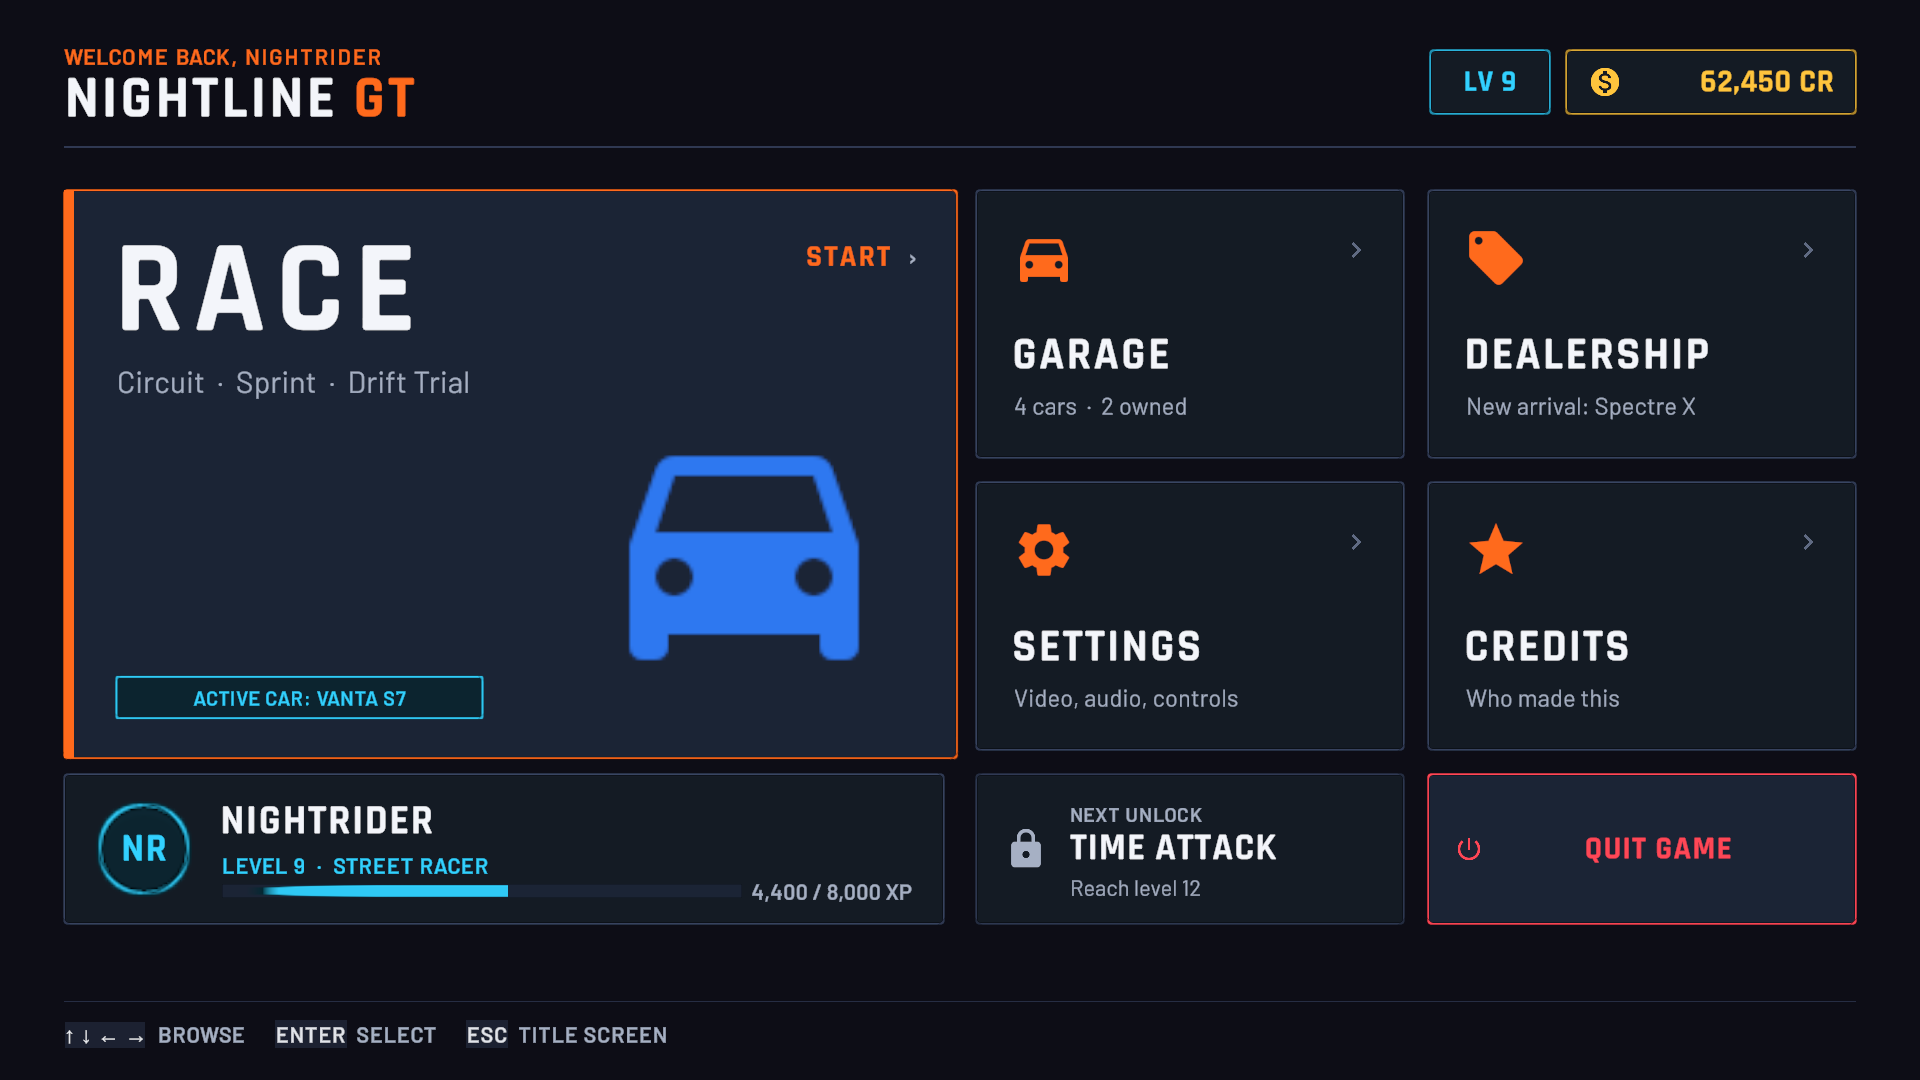 WELCOME BACK, NIGHTRIDER
NIGHTLINE GT
LV 9
62,450 CR
RACE
START ›
Circuit · Sprint · Drift Trial
ACTIVE CAR: VANTA S7
GARAGE
4 cars · 2 owned
DEALERSHIP
New arrival: Spectre X
SETTINGS
Video, audio, controls
CREDITS
Who made this
NR
NIGHTRIDER
LEVEL 9 · STREET RACER
4,400 / 8,000 XP
NEXT UNLOCK
TIME ATTACK
Reach level 12
QUIT GAME
↑ ↓ ← → BROWSE ENTER SELECT ESC TITLE SCREEN